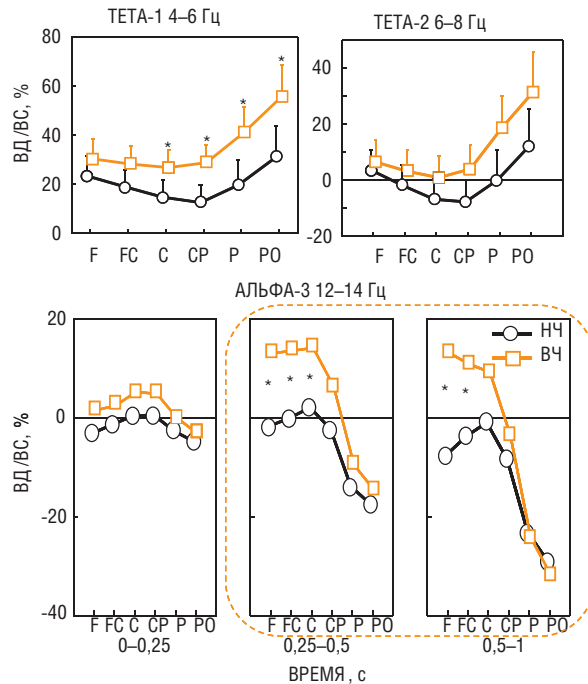 ТЕТА-1 4–6 Гц
ТЕТА-2 6–8 Гц
ВД/ВС, %
80
60
40
20
0
F FC C CP P PO
* * * *
40
20
0
-20
F FC C CP P PO
АЛЬФА-3 12–14 Гц
ВД/ВС, %
20
0
-20
-40
НЧ
ВЧ
* * *
* *
F FC C CP P PO
F FC C CP P PO
F FC C CP P PO
0–0,25
0,25–0,5
0,5–1
ВРЕМЯ , с